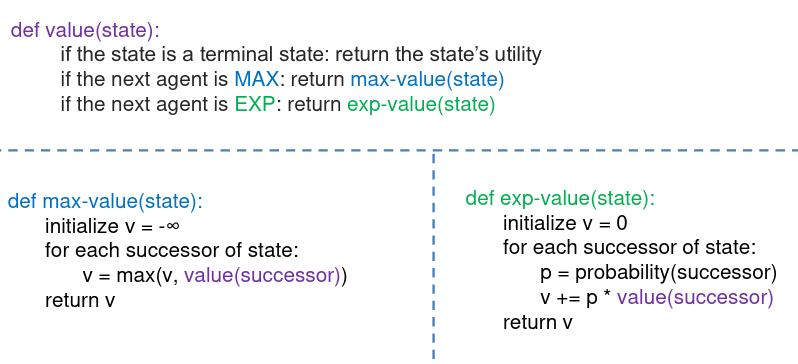 def value(state):
if the state is a terminal state: return the state’s utility
if the next agent is MAX: return max-value(state)
if the next agent is EXP: return exp-value(state)
def max-value(state):
initialize v = -∞
for each successor of state:
v = max(v, value(successor))
return v
def exp-value(state):
initialize v = 0
for each successor of state:
p = probability(successor)
v += p * value(successor)
return v